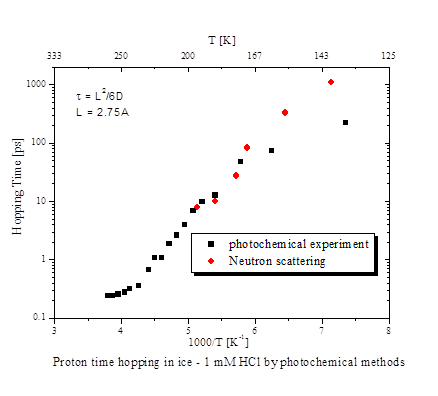 T [K]
333 250 200 167 143 125
τ = L²/6D
L = 2.75A
1000
100
10
1
0.1
Hopping Time [ps]
photochemical experiment
Neutron scattering
3 4 5 6 7 8
1000/T [K⁻¹]
Proton time hopping in ice - 1 mM HCl by photochemical methods